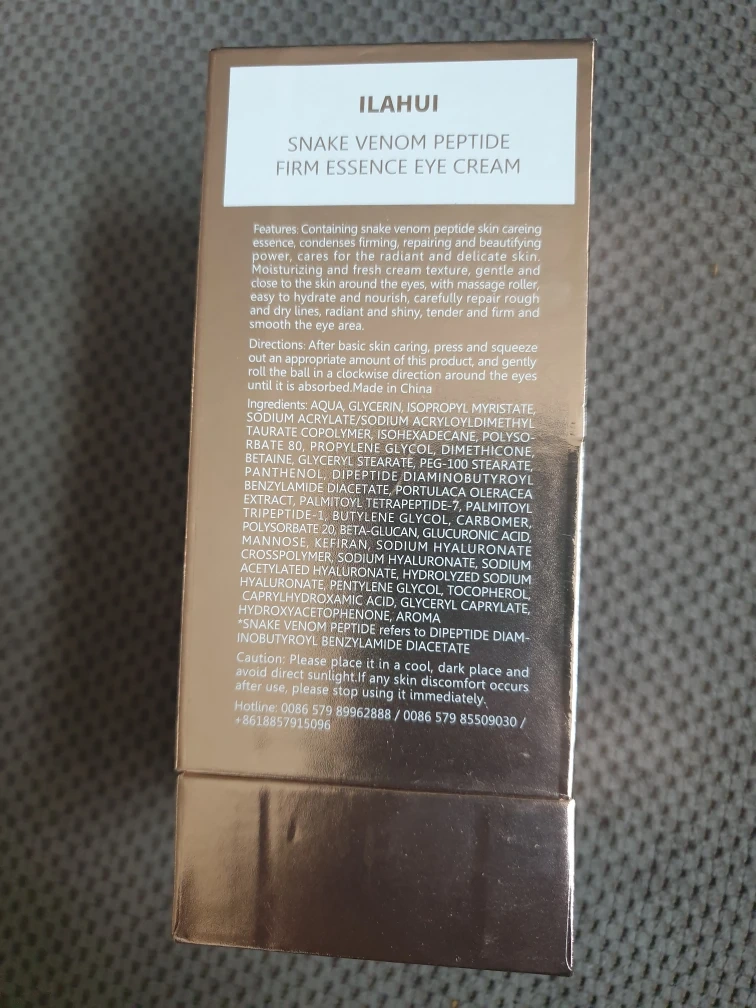 ILAHUI
SNAKE VENOM PEPTIDE
FIRM ESSENCE EYE CREAM
Features: Containing snake venom peptide skin careing
essence, condenses firming, repairing and beautifying
power, cares for the radiant and delicate skin.
Moisturizing and fresh cream texture, gentle and
close to the skin around the eyes, with massage roller,
easy to hydrate and nourish, carefully repair rough
and dry lines, radiant and shiny, tender and firm and
smooth the eye area.
Directions: After basic skin caring, press and squeeze
out an appropriate amount of this product, and gently
roll the ball in a clockwise direction around the eyes
until it is absorbed.Made in China
Ingredients: AQUA, GLYCERIN, ISOPROPYL MYRISTATE,
SODIUM ACRYLATE/SODIUM ACRYLOYLDIMETHYL
TAURATE COPOLYMER, ISOHEXADECANE, POLYSO-
RBATE 80, PROPYLENE GLYCOL, DIMETHICONE,
BETAINE, GLYCERYL STEARATE, PEG-100 STEARATE,
PANTHENOL, DIPEPTIDE DIAMINOBUTYROYL
BENZYLAMIDE DIACETATE, PORTULACA OLERACEA
EXTRACT, PALMITOYL TETRAPEPTIDE-7, PALMITOYL
TRIPEPTIDE-1, BUTYLENE GLYCOL, CARBOMER,
POLYSORBATE 20, BETA-GLUCAN, GLUCURONIC ACID,
MANNOSE, KEFIRAN, SODIUM HYALURONATE
CROSSPOLYMER, SODIUM HYALURONATE, SODIUM
ACETYLATED HYALURONATE, HYDROLYZED SODIUM
HYALURONATE, PENTYLENE GLYCOL, TOCOPHEROL,
CAPRYLHYDROXAMIC ACID, GLYCERYL CAPRYLATE,
HYDROXYACETOPHENONE, AROMA
*SNAKE VENOM PEPTIDE refers to DIPEPTIDE DIAM-
INOBUTYROYL BENZYLAMIDE DIACETATE
Caution: Please place it in a cool, dark place and
avoid direct sunlight.If any skin discomfort occurs
after use, please stop using it immediately.
Hotline: 0086 579 89962888 / 0086 579 85509030 /
+8618857915096